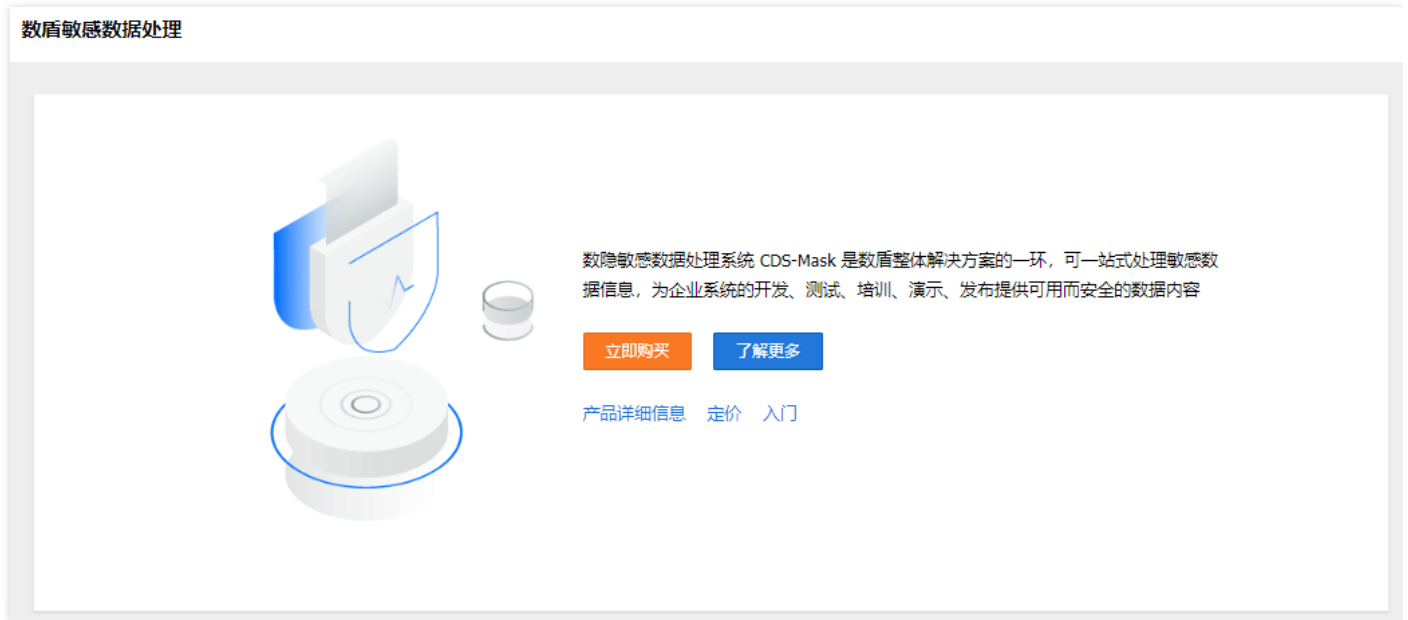 数盾敏感数据处理
数隐敏感数据处理系统 CDS-Mask 是数盾整体解决方案的一环，可一站式处理敏感数
据信息，为企业系统的开发、测试、培训、演示、发布提供可用而安全的数据内容
立即购买 了解更多
产品详细信息 定价 入门